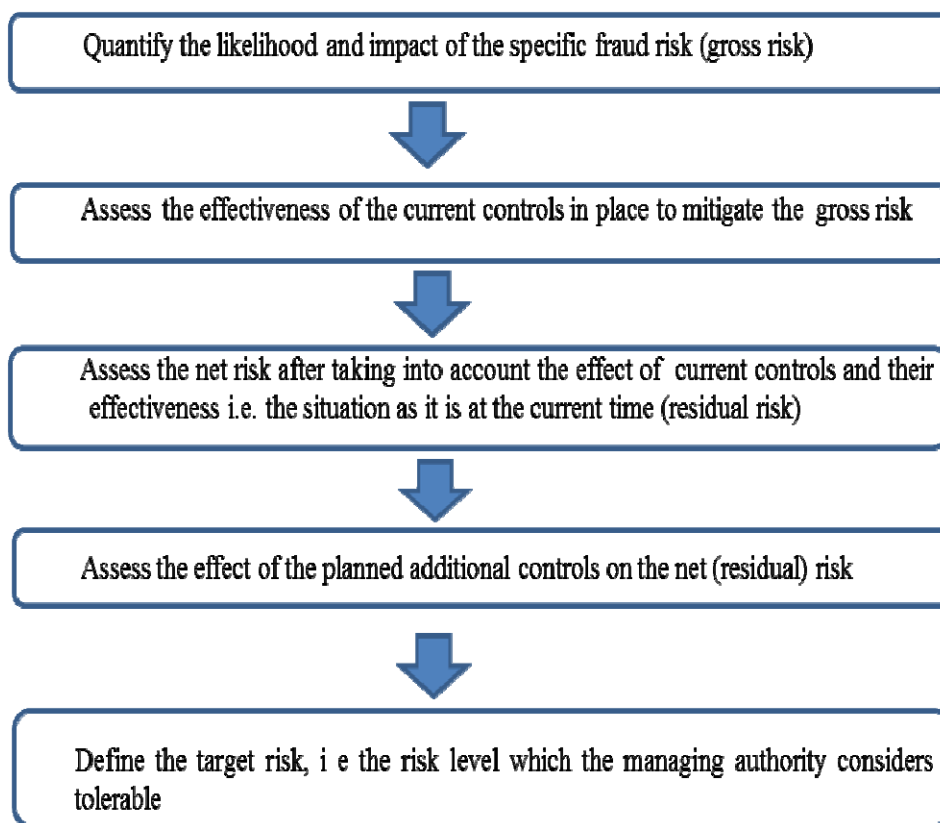 Quantify the likelihood and impact of the specific fraud risk (gross risk)
Assess the effectiveness of the current controls in place to mitigate the gross risk
Assess the net risk after taking into account the effect of current controls and their
effectiveness i.e. the situation as it is at the current time (residual risk)
Assess the effect of the planned additional controls on the net (residual) risk
Define the target risk, i e the risk level which the managing authority considers
tolerable